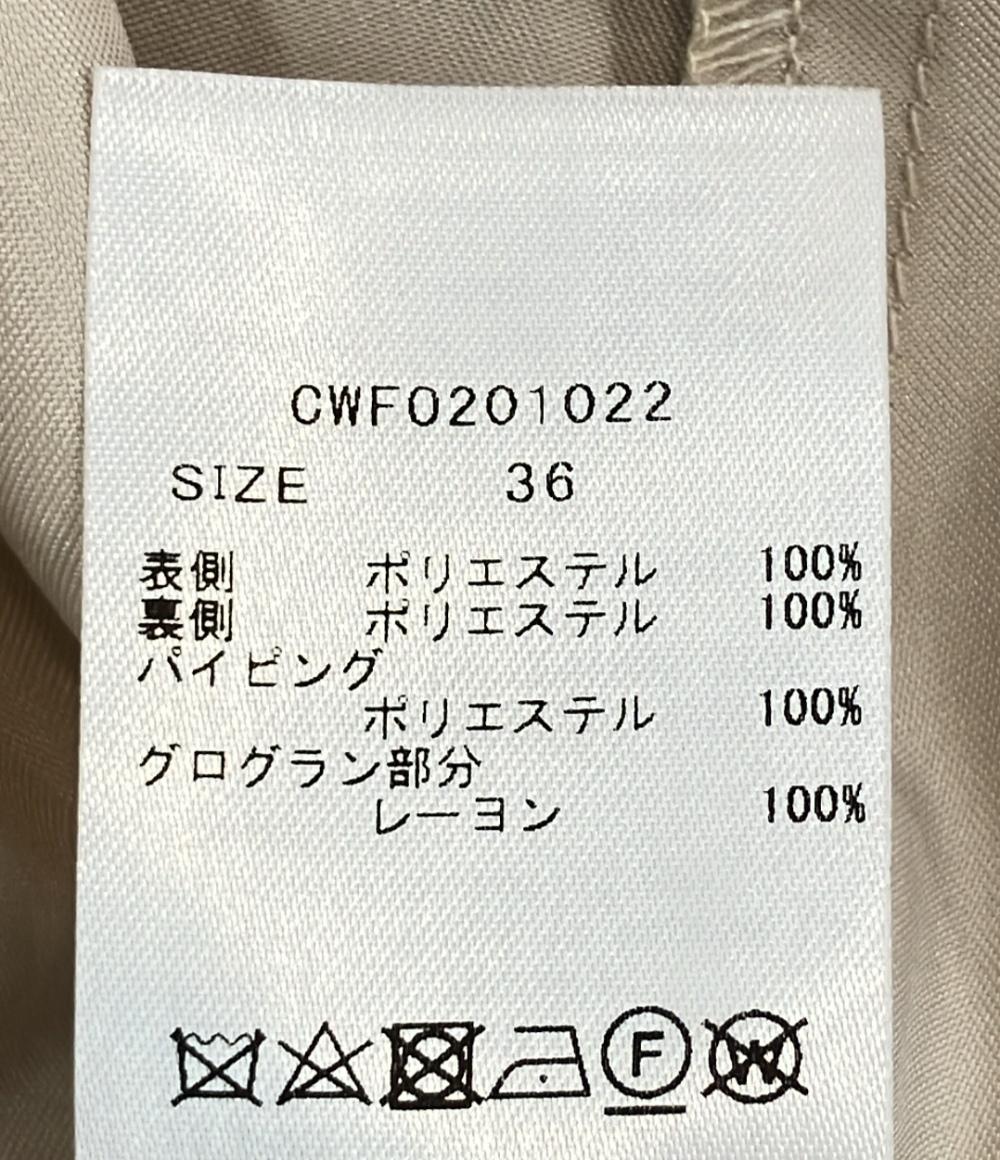 CWF0201022
SIZE 36
表側 ポリエステル 100%
裏側 ポリエステル 100%
パイピング
ポリエステル 100%
グログラン部分
レーヨン 100%
F W